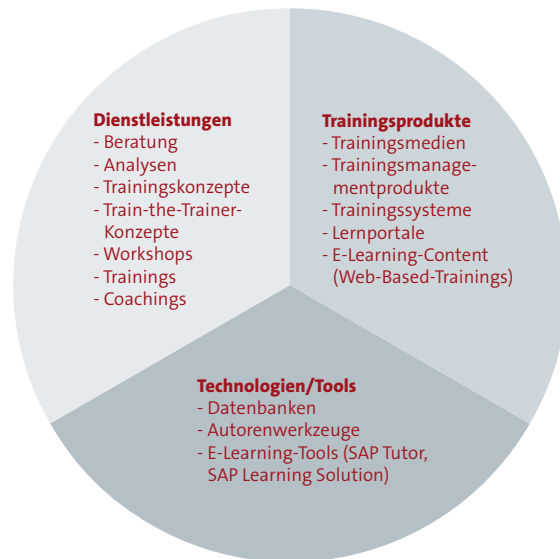 Dienstleistungen
- Beratung
- Analysen
- Trainingskonzepte
- Train-the-Trainer-
Konzepte
- Workshops
- Trainings
- Coachings
Trainingsprodukte
- Trainingsmedien
- Trainingsmanage-
mentprodukte
- Trainingssysteme
- Lernportale
- E-Learning-Content
(Web-Based-Trainings)
Technologien/Tools
- Datenbanken
- Autorenwerkzeuge
- E-Learning-Tools (SAP Tutor,
SAP Learning Solution)